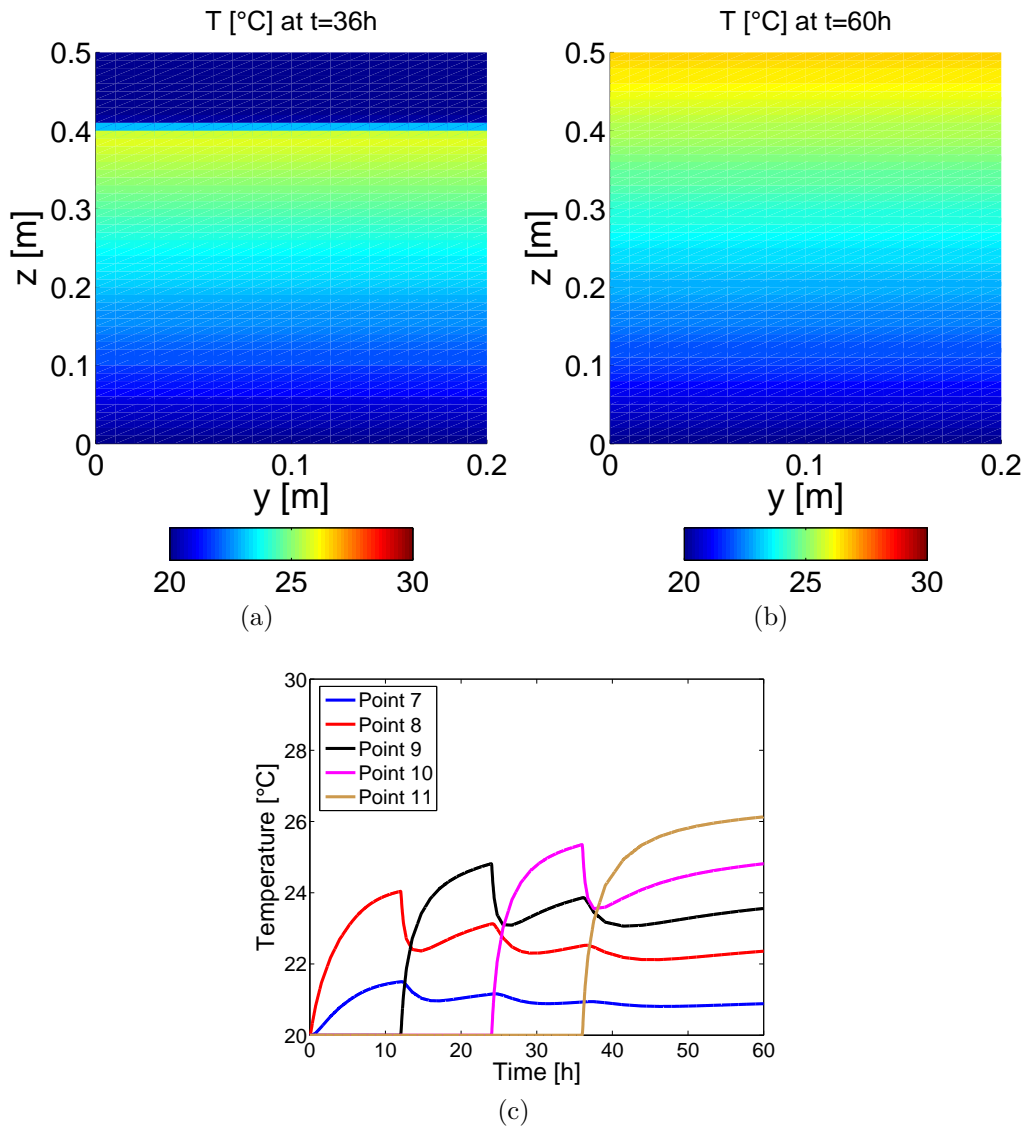 T [°C] at t=36h
0.5
0.4
0.3
0.2
0.1
0
z [m]
0 0.1 0.2
y [m]
20 25 30
(a)
T [°C] at t=60h
0.5
0.4
0.3
0.2
0.1
0
z [m]
0 0.1 0.2
y [m]
20 25 30
(b)
30
28
26
24
22
20
Temperature [°C]
Point 7
Point 8
Point 9
Point 10
Point 11
0 10 20 30 40 50 60
Time [h]
(c)